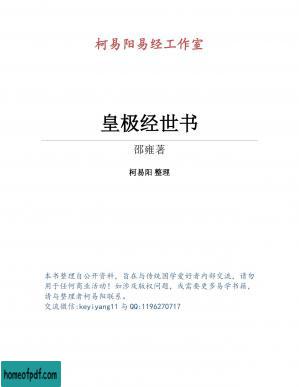 柯易阳易经工作室
皇极经世书
邵雍著
柯易阳 整理
本书整理自公开资料，旨在与传统国学爱好者内部交流，请勿
用于任何商业活动！如涉及版权问题，或需要更多易学书籍，
请与整理者柯易阳联系。
交流微信:keyiyang11 与 QQ:1196270717
homeofpdf.com